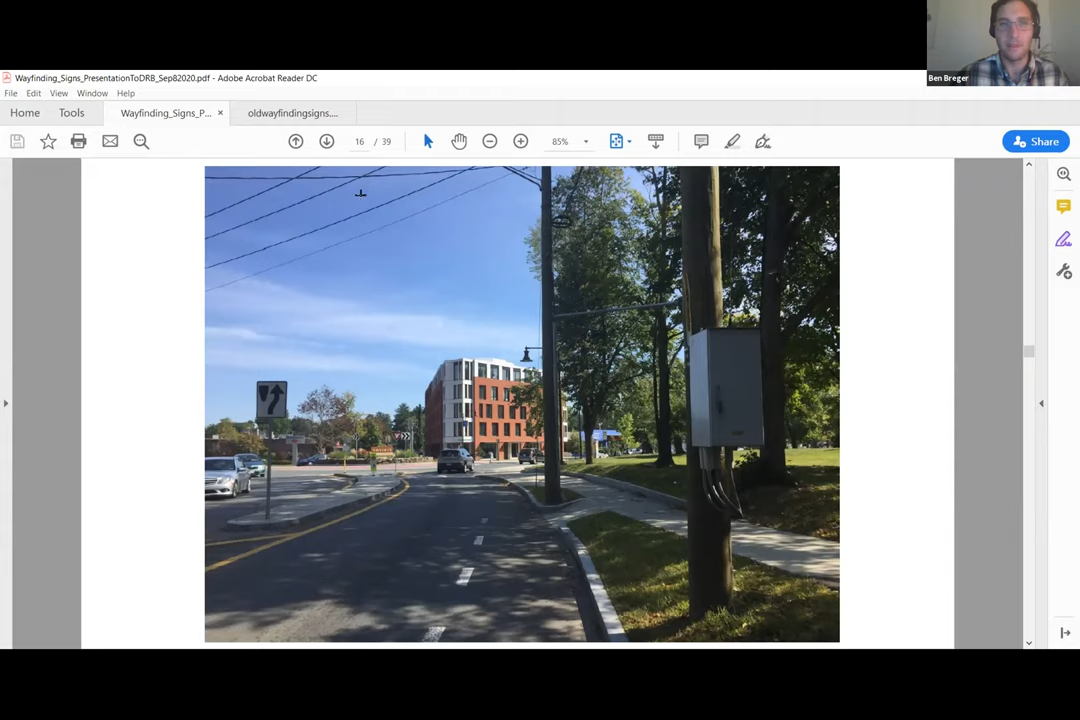 Ben Breger
Wayfinding_Signs_PresentationToDRB_Sep82020.pdf - Adobe Acrobat Reader DC
File Edit View Window Help
Home Tools Wayfinding_Signs_P... × oldwayfindingsigns....
16 / 39 85% Share